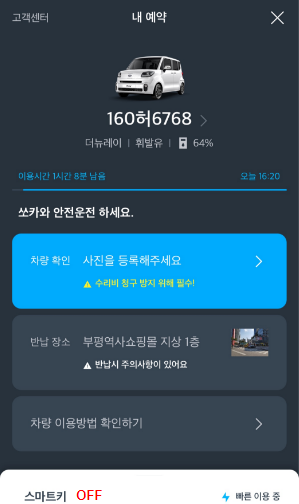 고객센터 내 예약
160허6768
더뉴레이 | 휘발유 | 64%
이용시간 1시간 8분 남음 오늘 16:20
쏘카와 안전운전 하세요.
차량 확인 사진을 등록해주세요
수리비 청구 방지 위해 필수!
반납 장소 부평역사쇼핑몰 지상 1층
반납시 주의사항이 있어요
차량 이용방법 확인하기
스마트키 OFF 빠른 이용 중